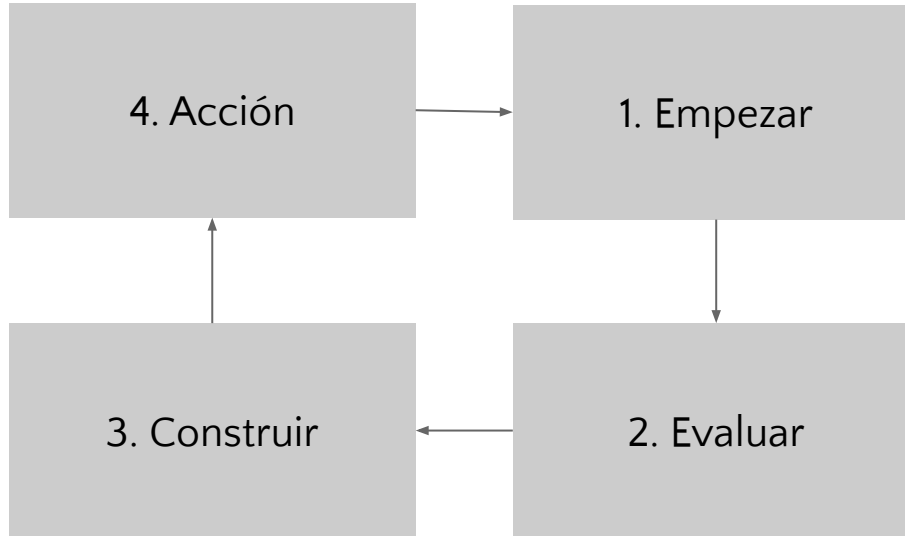 4. Acción
1. Empezar
3. Construir
2. Evaluar